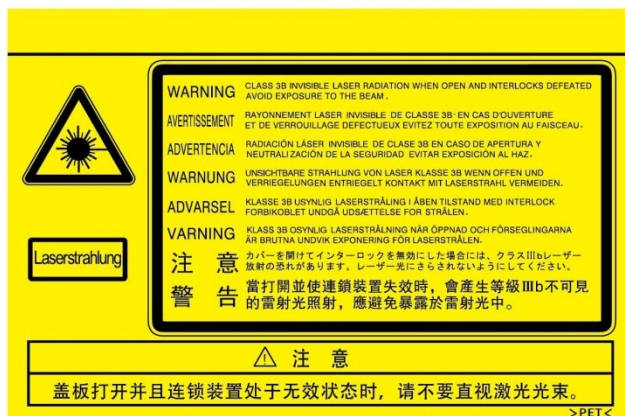 WARNING CLASS 3B INVISIBLE LASER RADIATION WHEN OPEN AND INTERLOCKS DEFEATED
AVOID EXPOSURE TO THE BEAM.
AVERTISSEMENT RAYONNEMENT LASER INVISIBLE DE CLASSE 3B EN CAS D'OUVERTURE
ET DE VERROUILLAGE DEFECTUEUX EVITEZ TOUTE EXPOSITION AU FAISCEAU.
ADVERTENCIA RADIACIÓN LÁSER INVISIBLE DE CLASE 3B EN CASO DE APERTURA Y
NEUTRALIZACIÓN DE LA SEGURIDAD EVITAR EXPOSICIÓN AL HAZ.
WARNUNG UNSICHTBARE STRAHLUNG VON LASER KLASSE 3B WENN OFFEN UND
VERRIEGELUNGEN ENTRIEGELT KONTAKT MIT LASERSTRAHL VERMEIDEN.
ADVARSEL KLASSE 3B USYNLIG LASERSTRÅLING I ÅBEN TILSTAND MED INTERLOCK
FORBIKOBLET UNDGÅ UDSÆTTELSE FOR STRÅLEN.
VARNING KLASS 3B OSYNLIG LASERSTRÅLNING NÄR ÖPPNAD OCH FÖRSEGLINGARNA
ÄR BRUTNA UNDVIK EXPONERING FÖR LASERSTRÅLEN.
注 意 カバーを開けてインターロックを無効にした場合には、クラスⅢbレーザー
放射の恐れがあります。レーザー光にさらされないようにしてください。
警 告 當打開並使連鎖裝置失效時，會產生等級Ⅲb不可見
的雷射光照射，應避免暴露於雷射光中。
Laserstrahlung
注 意
盖板打开并且连锁装置处于无效状态时，请不要直视激光光束。
>PET<